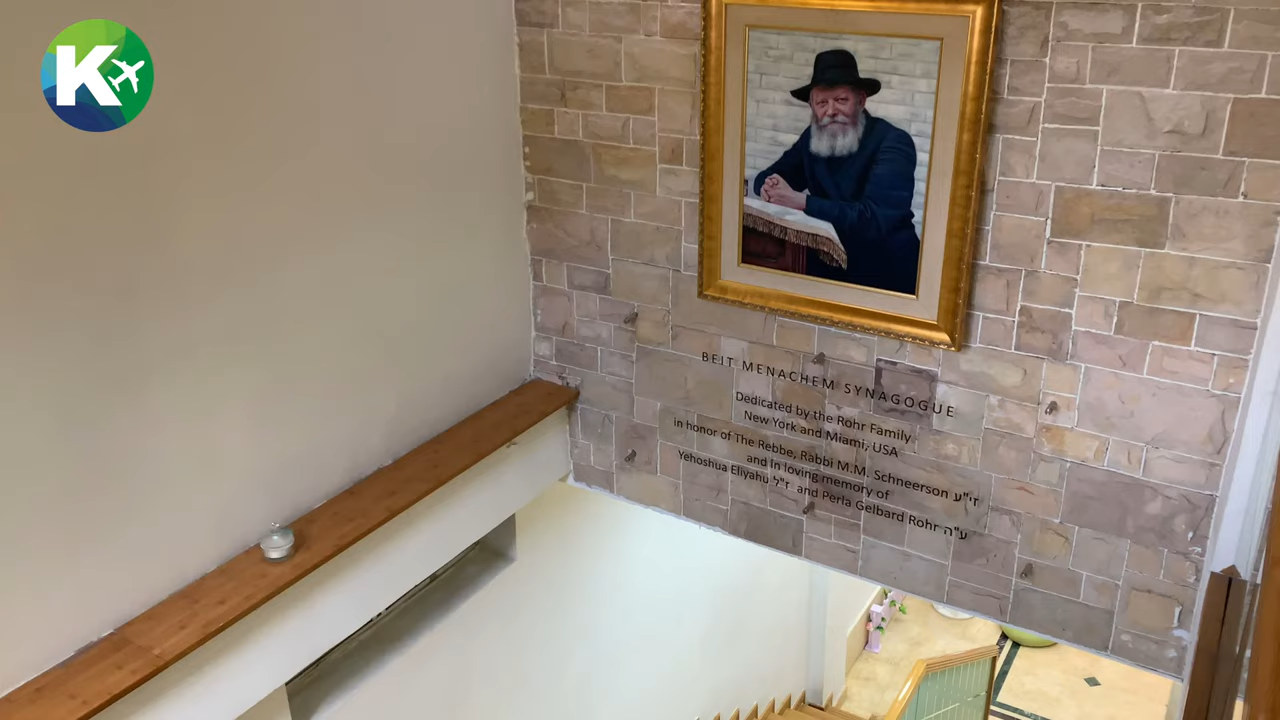 K
BEIT MENACHEM SYNAGOGUE
Dedicated by the Rohr Family
New York and Miami, USA
in honor of The Rebbe, Rabbi M.M. Schneerson זי"ע
and In loving memory of
Yehoshua Eliyahu ז"ל and Perla Gelbard Rohr ע"ה